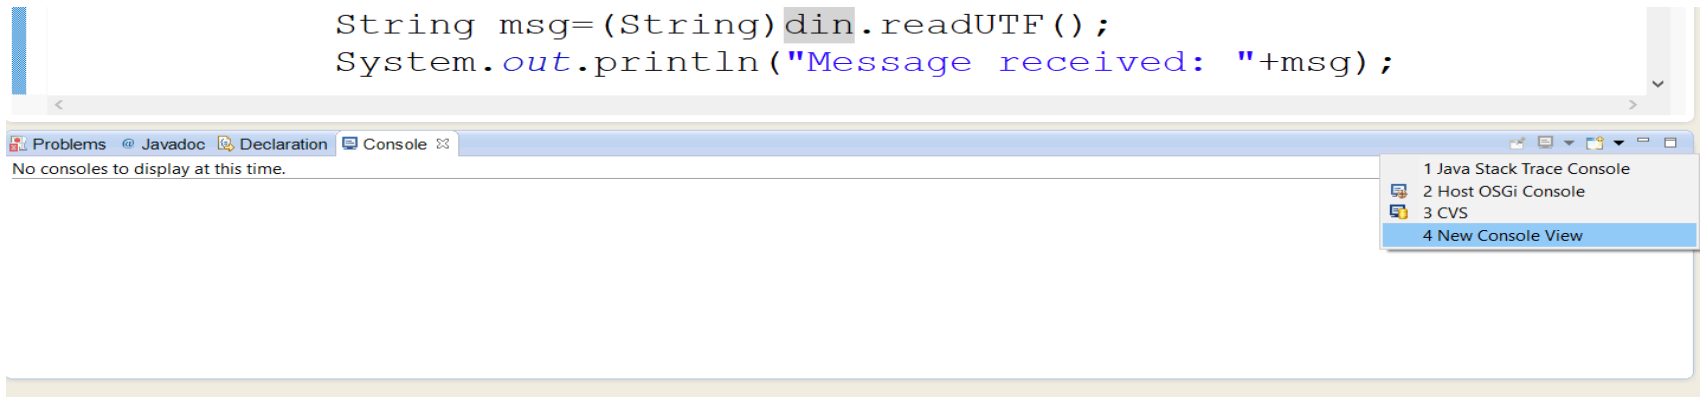 String msg=(String)din.readUTF();
System.out.println("Message received: "+msg);
Problems @ Javadoc Declaration Console
No consoles to display at this time.
1 Java Stack Trace Console
2 Host OSGi Console
3 CVS
4 New Console View